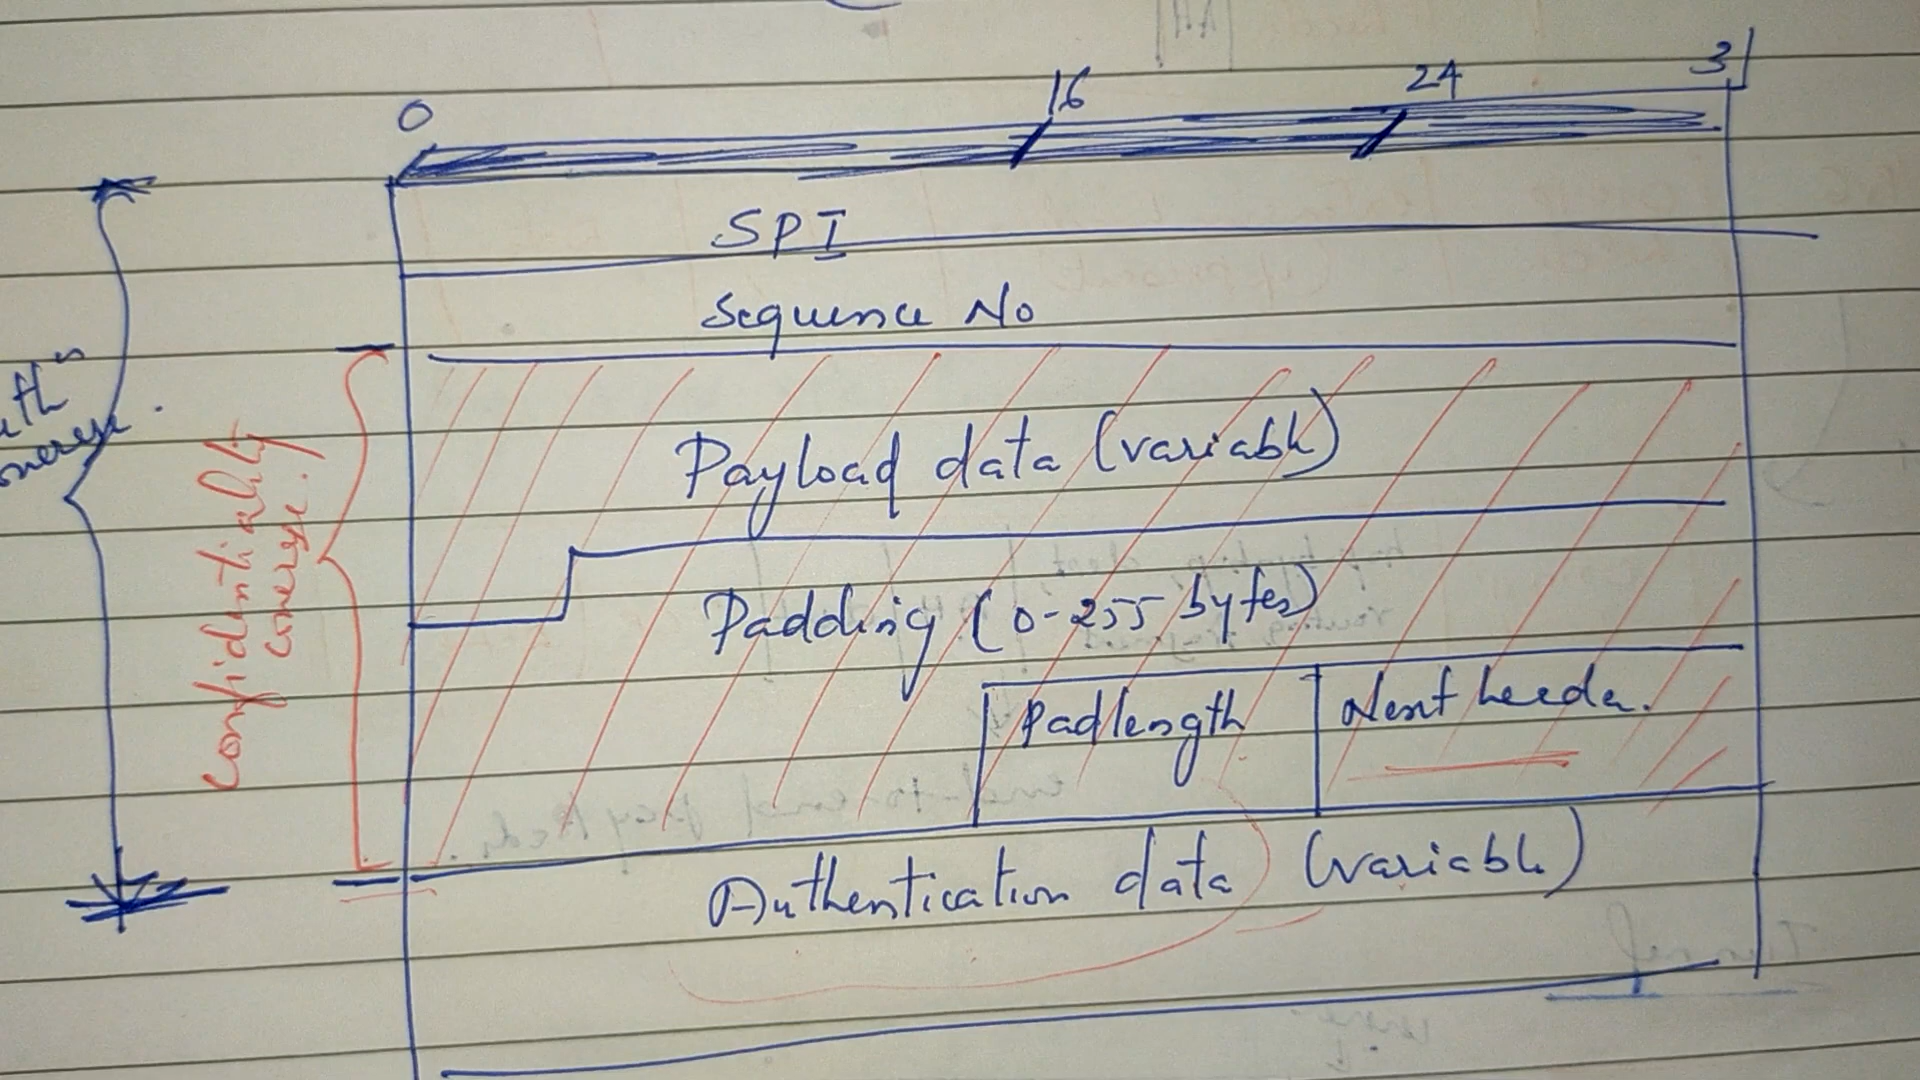 0 16 24 31
SPI
Sequence No
Payload data (variable)
Padding (0-255 bytes)
Padlength
Next header.
Authentication data (variable)
Confidentiality
coverage.